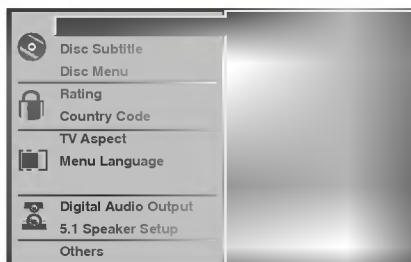 Disc Subtitle
Disc Menu
Rating
Country Code
TV Aspect
Menu Language
Digital Audio Output
5.1 Speaker Setup
Others